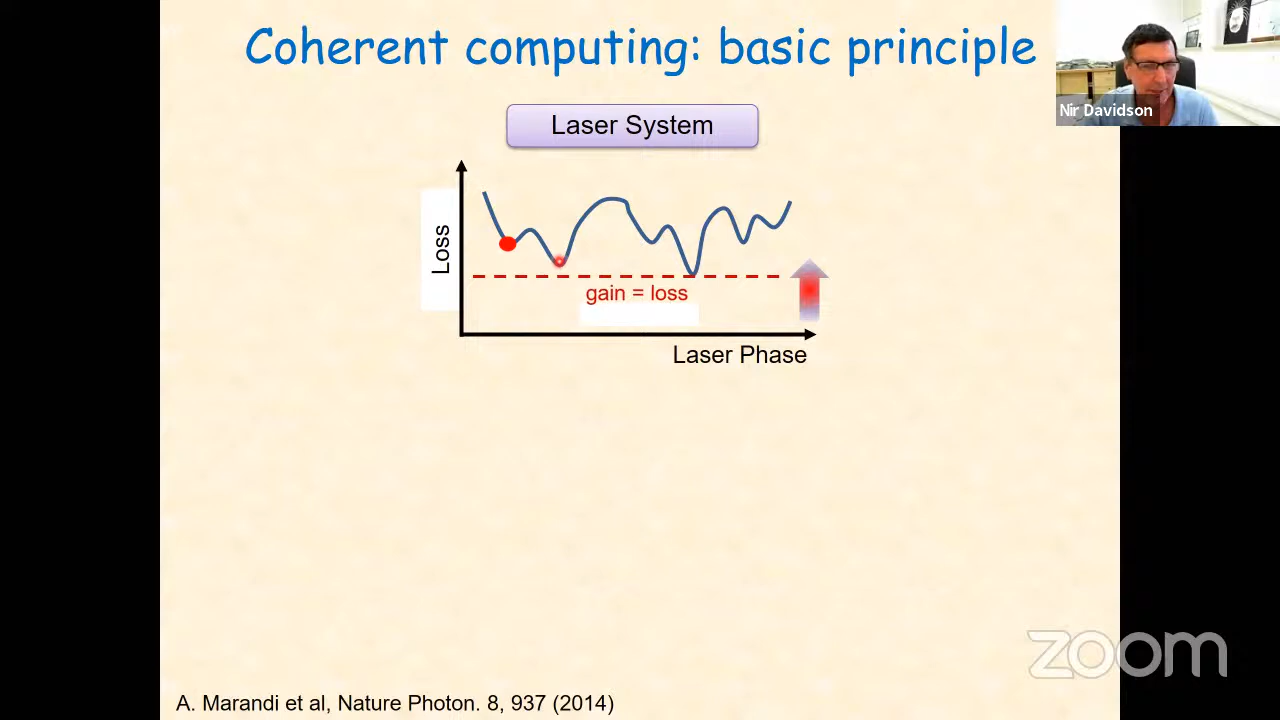 Coherent computing: basic principle
Nir Davidson
Laser System
Loss
gain = loss
Laser Phase
zoom
A. Marandi et al, Nature Photon. 8, 937 (2014)